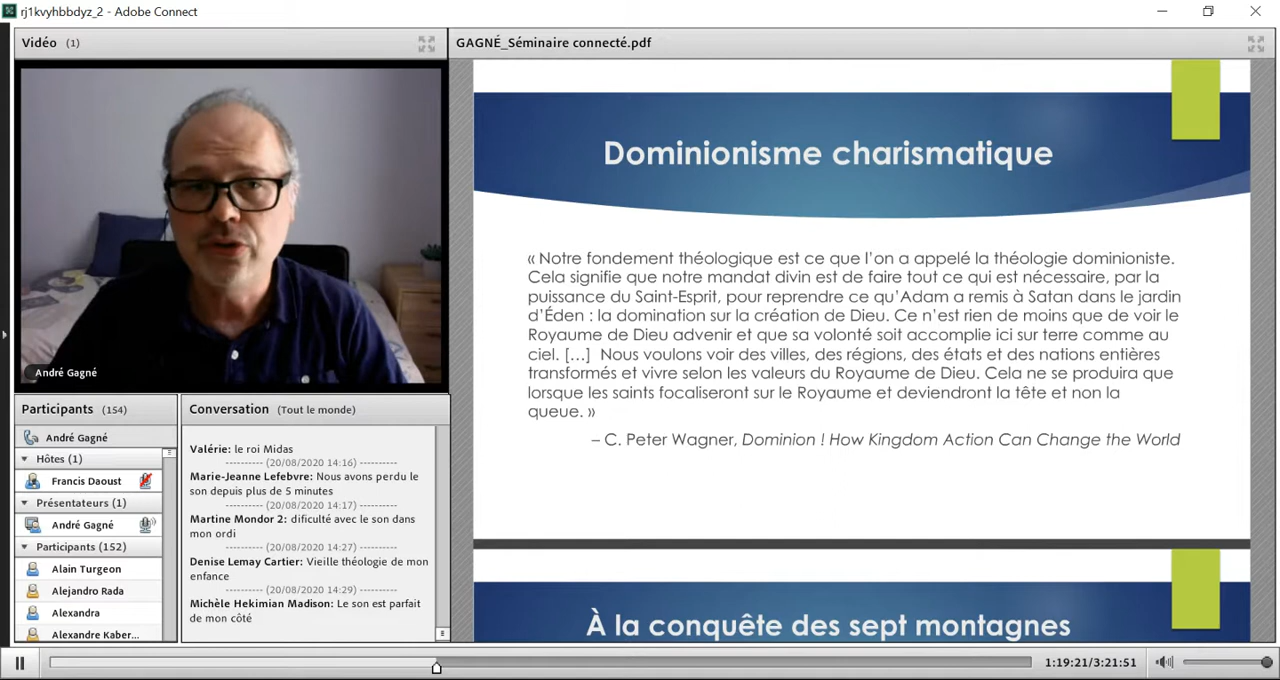 rj1kvyhbbdyz_2 - Adobe Connect
Vidéo (1)
André Gagné
Participants (154)
André Gagné
Hôtes (1)
Francis Daoust
Présentateurs (1)
André Gagné
Participants (152)
Alain Turgeon
Alejandro Rada
Alexandra
Alexandre Kaber...
Conversation (Tout le monde)
Valérie: le roi Midas
---------- (20/08/2020 14:16) ----------
Marie-Jeanne Lefebvre: Nous avons perdu le
son depuis plus de 5 minutes
---------- (20/08/2020 14:17) ----------
Martine Mondor 2: dificulté avec le son dans
mon ordi
---------- (20/08/2020 14:27) ----------
Denise Lemay Cartier: Vieille théologie de mon
enfance
---------- (20/08/2020 14:29) ----------
Michèle Hekimian Madison: Le son est parfait
de mon côté
GAGNÉ_Séminaire connecté.pdf
Dominionisme charismatique
« Notre fondement théologique est ce que l’on a appelé la théologie dominioniste.
Cela signifie que notre mandat divin est de faire tout ce qui est nécessaire, par la
puissance du Saint-Esprit, pour reprendre ce qu’Adam a remis à Satan dans le jardin
d’Éden : la domination sur la création de Dieu. Ce n’est rien de moins que de voir le
Royaume de Dieu advenir et que sa volonté soit accomplie ici sur terre comme au
ciel. […] Nous voulons voir des villes, des régions, des états et des nations entières
transformés et vivre selon les valeurs du Royaume de Dieu. Cela ne se produira que
lorsque les saints focaliseront sur le Royaume et deviendront la tête et non la
queue. »
– C. Peter Wagner, Dominion ! How Kingdom Action Can Change the World
À la conquête des sept montagnes
1:19:21/3:21:51